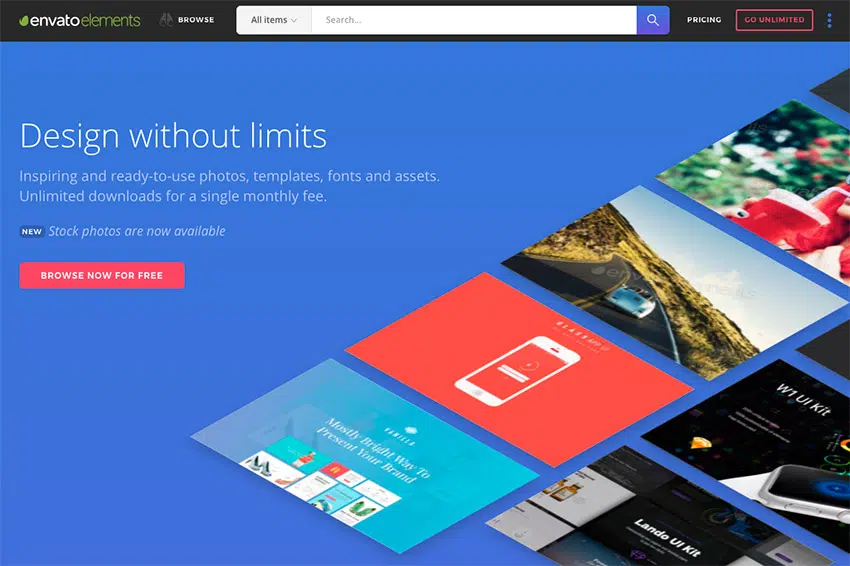 envatoelements
BROWSE
All items
Search...
PRICING
GO UNLIMITED
Design without limits
Inspiring and ready-to-use photos, templates, fonts and assets.
Unlimited downloads for a single monthly fee.
NEW Stock photos are now available
BROWSE NOW FOR FREE
VANILLA
Mostly Bright Way To
Present Your Brand
W1 UI Kit
Lando UI Kit